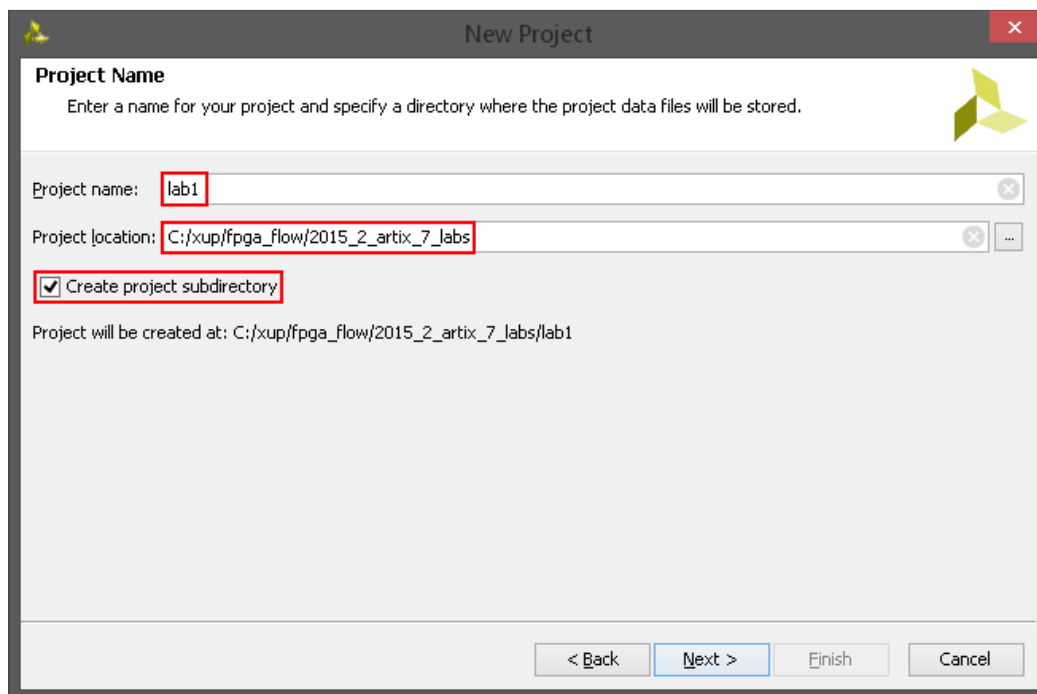 New Project
Project Name
Enter a name for your project and specify a directory where the project data files will be stored.
Project name: lab1
Project location: C:/xup/fpga_flow/2015_2_artix_7_labs ...
Create project subdirectory
Project will be created at: C:/xup/fpga_flow/2015_2_artix_7_labs/lab1
< Back Next > Finish Cancel